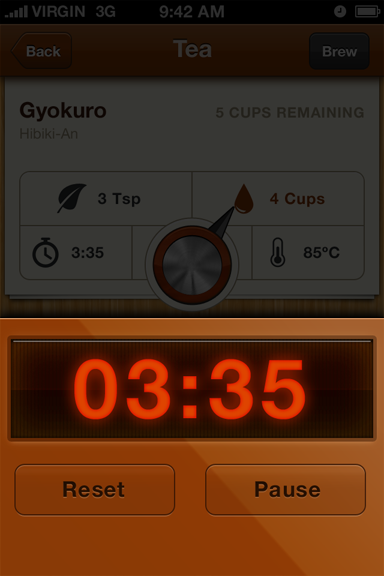 VIRGIN 3G 9:42 AM
Back Tea Brew
Gyokuro 5 CUPS REMAINING
Hibiki-An
3 Tsp 4 Cups
3:35 85°C
03:35
Reset Pause